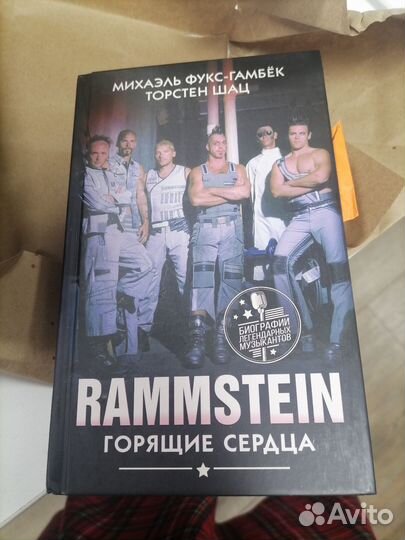 МИХАЭЛЬ ФУКС-ГАМБЁК
ТОРСТЕН ШАЦ
БИОГРАФИИ
ЛЕГЕНДАРНЫХ
МУЗЫКАНТОВ
RAMMSTEIN
ГОРЯЩИЕ СЕРДЦА
Avito